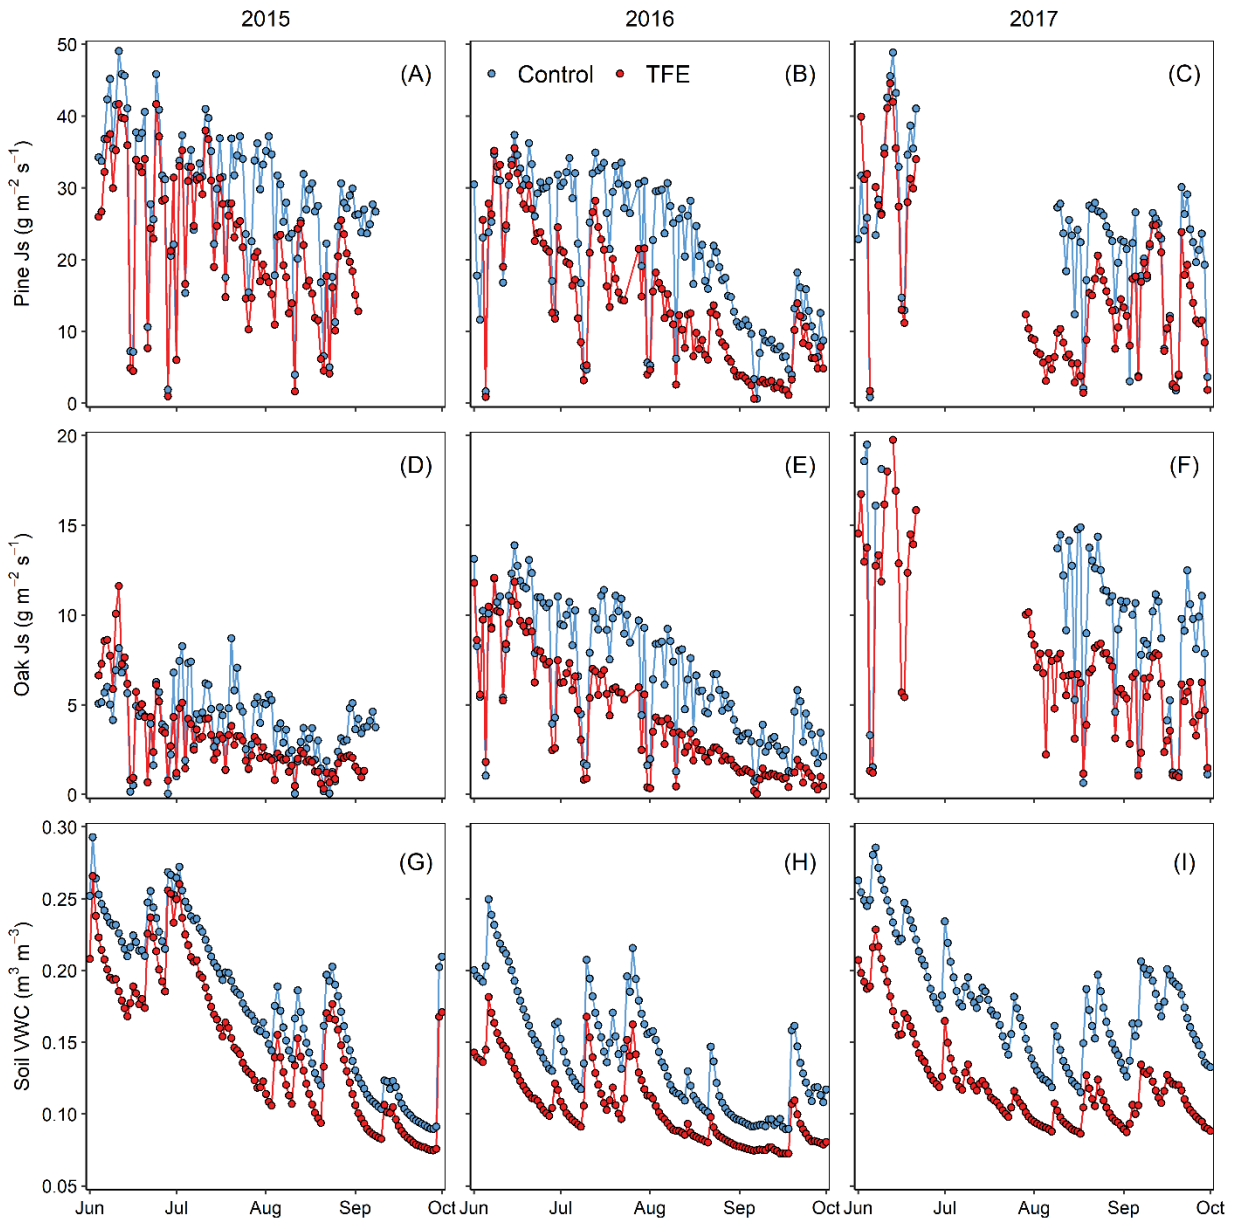 2015 2016 2017
50 (A) Control TFE (B) (C)
40
30
20
10
0
Pine Js (g m⁻² s⁻¹)
20 (D) (E) (F)
15
10
5
0
Oak Js (g m⁻² s⁻¹)
0.30 (G) (H) (I)
0.25
0.20
0.15
0.10
0.05
Soil VWC (m³ m⁻³)
Jun Jul Aug Sep Oct Jun Jul Aug Sep Oct Jun Jul Aug Sep Oct